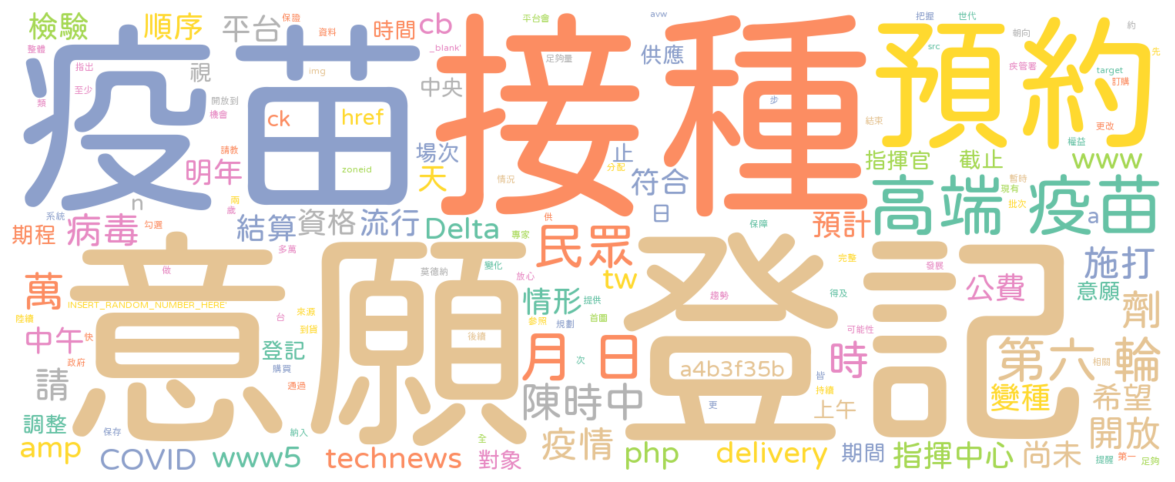 疫苗
接種
預約
意願
登記
高端 疫苗
檢驗
順序
平台
保證
資料
時間
cb
_blank'
平台會
足夠量
avw
供應
把握
世代
src
朝向
約
先
疾管署
target
訂購
更改
權益
整體
指出
至少
類
視
開放到
機會
img
中央
ck
href
zoneid
請教
明年
n
場次
天
情況
止
分配
符合
日
步
結束
指揮官
截止
www
暫時
現有
批次
a
系統
周
歲
期程
病毒
勾選
結算
資格
流行
Delta
供
專家
民眾
保障
預計
施打
意願
劑
多萬
做
莫德納
變化
放心
tw
趨勢
完整
得及
發展
公費
萬
INSERT_RANDOM_NUMBER_HERE'
陸續
台
來源
到貨
情形
提供
參照
規劃
首圍
中午
快
政府
登記
購買
通過
後續
月
日
次
a4b3f35b
可能性
時
皆
持續
上午
第六
相關
輪
變種
希望
請
調整
amp
保存
納入
COVID
www5
technews
全
對象
陳時中
疫情
更
php
delivery
期間
指揮中心
尚未
開放
提醒
第一
足夠